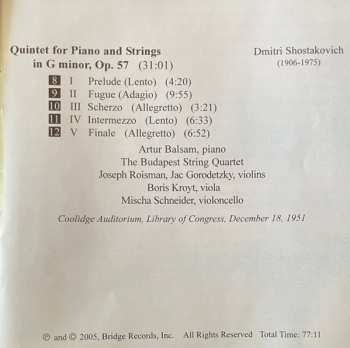 Quintet for Piano and Strings Dmitri Shostakovich
in G minor, Op. 57 (31:01) (1906-1975)
8 I Prelude (Lento) (4:20)
9 II Fugue (Adagio) (9:55)
10 III Scherzo (Allegretto) (3:21)
11 IV Intermezzo (Lento) (6:33)
12 V Finale (Allegretto) (6:52)
Artur Balsam, piano
The Budapest String Quartet
Joseph Roisman, Jac Gorodetzky, violins
Boris Kroyt, viola
Mischa Schneider, violoncello
Coolidge Auditorium, Library of Congress, December 18, 1951
℗ and © 2005, Bridge Records, Inc. All Rights Reserved Total Time: 77:11